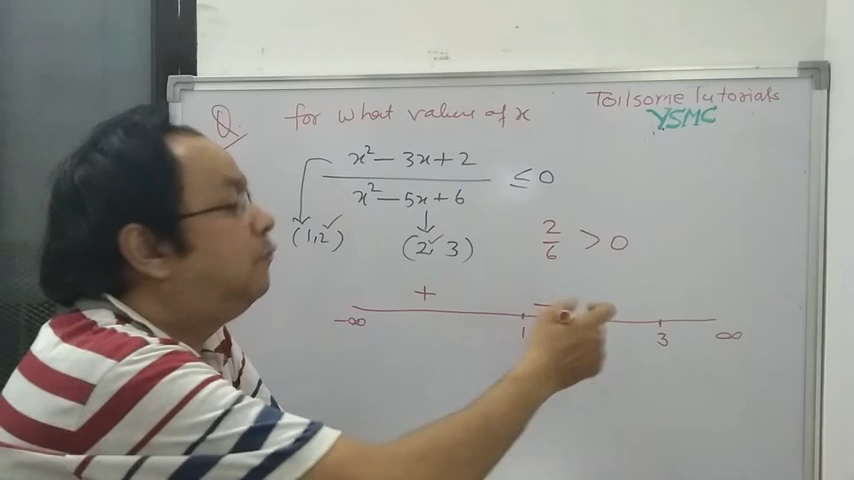 Q for what values of x
Toilsome Tutorials
YSMC
x² - 3x + 2
x² - 5x + 6
≤ 0
(1, 2✓)
(2✓ 3)
2
6
> 0
+ −
-∞ 1 3 ∞